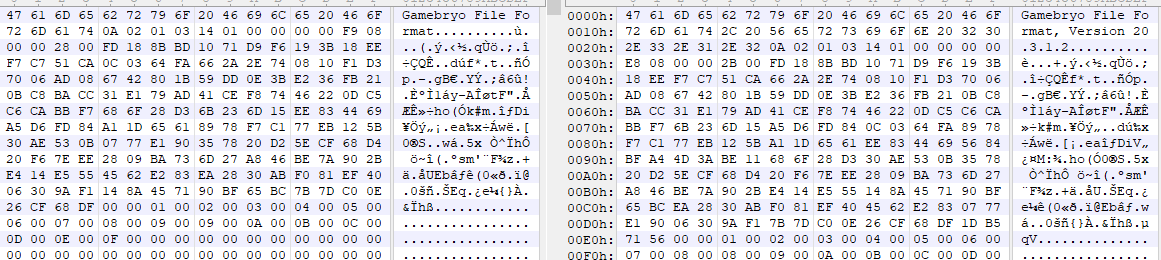 47 61 6D 65 62 72 79 6F 20 46 69 6C 65 20 46 6F Gamebryo File Fo
72 6D 61 74 0A 02 01 03 14 01 00 00 00 00 F9 08 rmat..........ù.
00 00 28 00 FD 18 8B BD 10 71 D9 F6 19 3B 18 EE ..(.ý.‹½.qÙö.;.î
F7 C7 51 CA 0C 03 64 FA 66 2A 2E 74 08 10 F1 D3 ÷ÇQÊ..dúf*.t..ñÓ
70 06 AD 08 67 42 80 1B 59 DD 0E 3B E2 36 FB 21 p.-.gB€.YÝ.;â6û!
0B C8 BA CC 31 E1 79 AD 41 CE F8 74 46 22 0D C5 .ȺÌ1áy-AÎøtF".Å
C6 CA BB F7 68 6F 28 D3 6B 23 6D 15 EE 83 44 69 ÆÊ»÷ho(Ók#m.îƒDi
A5 D6 FD 84 A1 1D 65 61 89 78 F7 C1 77 EB 12 5B ¥Öý„¡.ea‰x÷Áwë.[
30 AE 53 0B 07 77 E1 90 35 78 20 D2 5E CF 68 D4 0®S..wá.5x Ò^ÏhÔ
20 F6 7E EE 28 09 BA 73 6D 27 A8 46 BE 7A 90 2B ö~î(.ºsm'¨F¾z.+
E4 14 E5 55 45 62 E2 83 EA 28 30 AB F0 81 EF 40 ä.åUEbâƒê(0«ð.ï@
06 30 9A F1 14 8A 45 71 90 BF 65 BC 7B 7D C0 0E .0šñ.ŠEq.¿e¼{}À.
26 CF 68 DF 00 00 01 00 02 00 03 00 04 00 05 00 &Ïhß............
06 00 07 00 08 00 09 00 09 00 0A 00 0B 00 0C 00 ................
0D 00 0E 00 0F 00 00 00 00 00 00 00 00 00 00 00 ................
00 00 00 00 00 00 00 00 00 00 00 00 00 00 00 00 ................
0000h: 47 61 6D 65 62 72 79 6F 20 46 69 6C 65 20 46 6F Gamebryo File Fo
0010h: 72 6D 61 74 2C 20 56 65 72 73 69 6F 6E 20 32 30 rmat, Version 20
0020h: 2E 33 2E 31 2E 32 0A 02 01 03 14 01 00 00 00 00 .3.1.2..........
0030h: E8 08 00 00 2B 00 FD 18 8B BD 10 71 D9 F6 19 3B è...+.ý.‹½.qÙö.;
0040h: 18 EE F7 C7 51 CA 66 2A 2E 74 08 10 F1 D3 70 06 .î÷ÇQÊf*.t..ñÓp.
0050h: AD 08 67 42 80 1B 59 DD 0E 3B E2 36 FB 21 0B C8 -.gB€.YÝ.;â6û!.È
0060h: BA CC 31 E1 79 AD 41 CE F8 74 46 22 0D C5 C6 CA ºÌ1áy-AÎøtF".ÅÆÊ
0070h: BB F7 6B 23 6D 15 A5 D6 FD 84 0C 03 64 FA 89 78 »÷k#m.¥Öý„..dú‰x
0080h: F7 C1 77 EB 12 5B A1 1D 65 61 EE 83 44 69 56 84 ÷Áwë.[¡.eaîƒDiV„
0090h: BF A4 4D 3A BE 11 68 6F 28 D3 30 AE 53 0B 35 78 ¿¤M:¾.ho(Ó0®S.5x
00A0h: 20 D2 5E CF 68 D4 20 F6 7E EE 28 09 BA 73 6D 27 Ò^ÏhÔ ö~î(.ºsm'
00B0h: A8 46 BE 7A 90 2B E4 14 E5 55 14 8A 45 71 90 BF ¨F¾z.+ä.åU.ŠEq.¿
00C0h: 65 BC EA 28 30 AB F0 81 EF 40 45 62 E2 83 07 77 e¼ê(0«ð.ï@Ebâƒ.w
00D0h: E1 90 06 30 9A F1 7B 7D C0 0E 26 CF 68 DF 1D B5 á..0šñ{}À.&Ïhß.µ
00E0h: 71 56 00 00 01 00 02 00 03 00 04 00 05 00 06 00 qV..............
00F0h: 07 00 08 00 08 00 09 00 0A 00 0B 00 0C 00 0D 00 ................